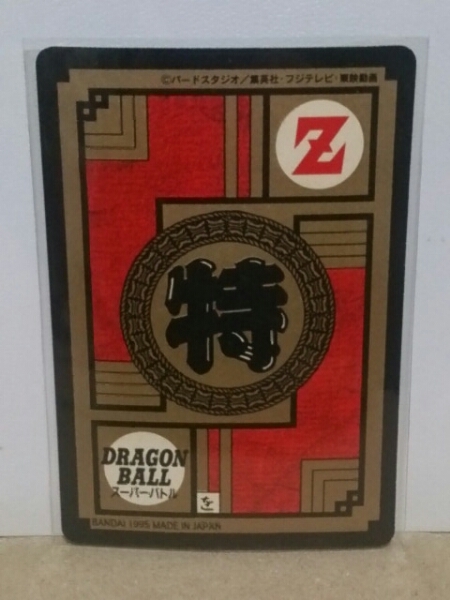 ©バードスタジオ／集英社・フジテレビ・東映動画
Z
特
DRAGON
BALL
スーパーバトル
BANDAI 1995 MADE IN JAPAN